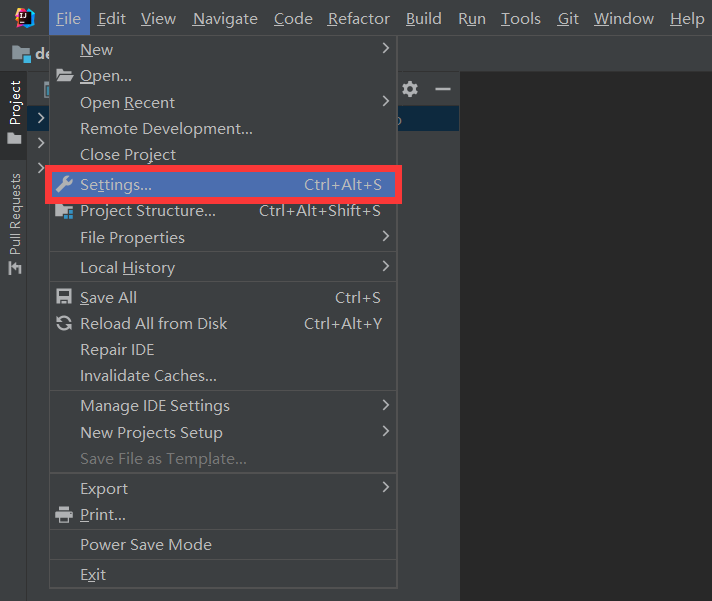 File Edit View Navigate Code Refactor Build Run Tools Git Window Help
Project
Pull Requests
New
Open...
Open Recent
Remote Development...
Close Project
Settings... Ctrl+Alt+S
Project Structure... Ctrl+Alt+Shift+S
File Properties
Local History
Save All Ctrl+S
Reload All from Disk Ctrl+Alt+Y
Repair IDE
Invalidate Caches...
Manage IDE Settings
New Projects Setup
Save File as Template...
Export
Print...
Power Save Mode
Exit